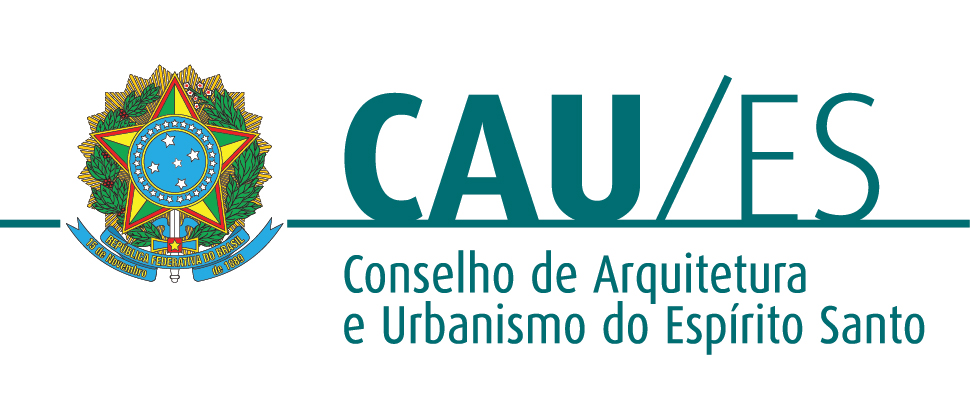 CAU/ES
REPÚBLICA FEDERATIVA DO BRASIL
15 de Novembro
de 1889
Conselho de Arquitetura
e Urbanismo do Espírito Santo